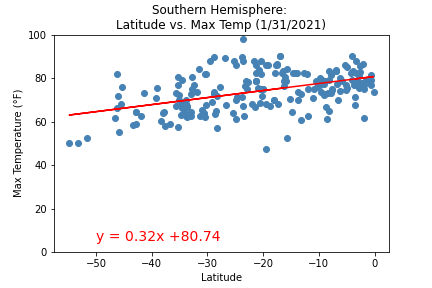 Southern Hemisphere:
Latitude vs. Max Temp (1/31/2021)
100
80
60
40
20
0
Max Temperature (°F)
y = 0.32x +80.74
−50 −40 −30 −20 −10 0
Latitude